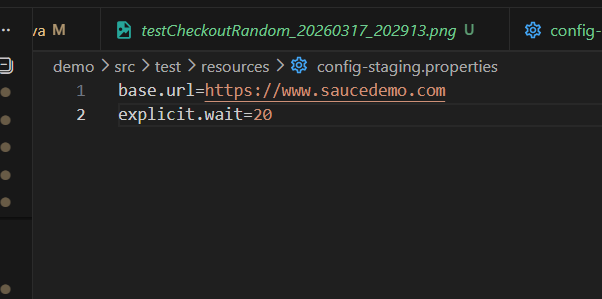 va M testCheckoutRandom_20260317_202913.png U config-
demo > src > test > resources > config-staging.properties
1 base.url=https://www.saucedemo.com
2 explicit.wait=20